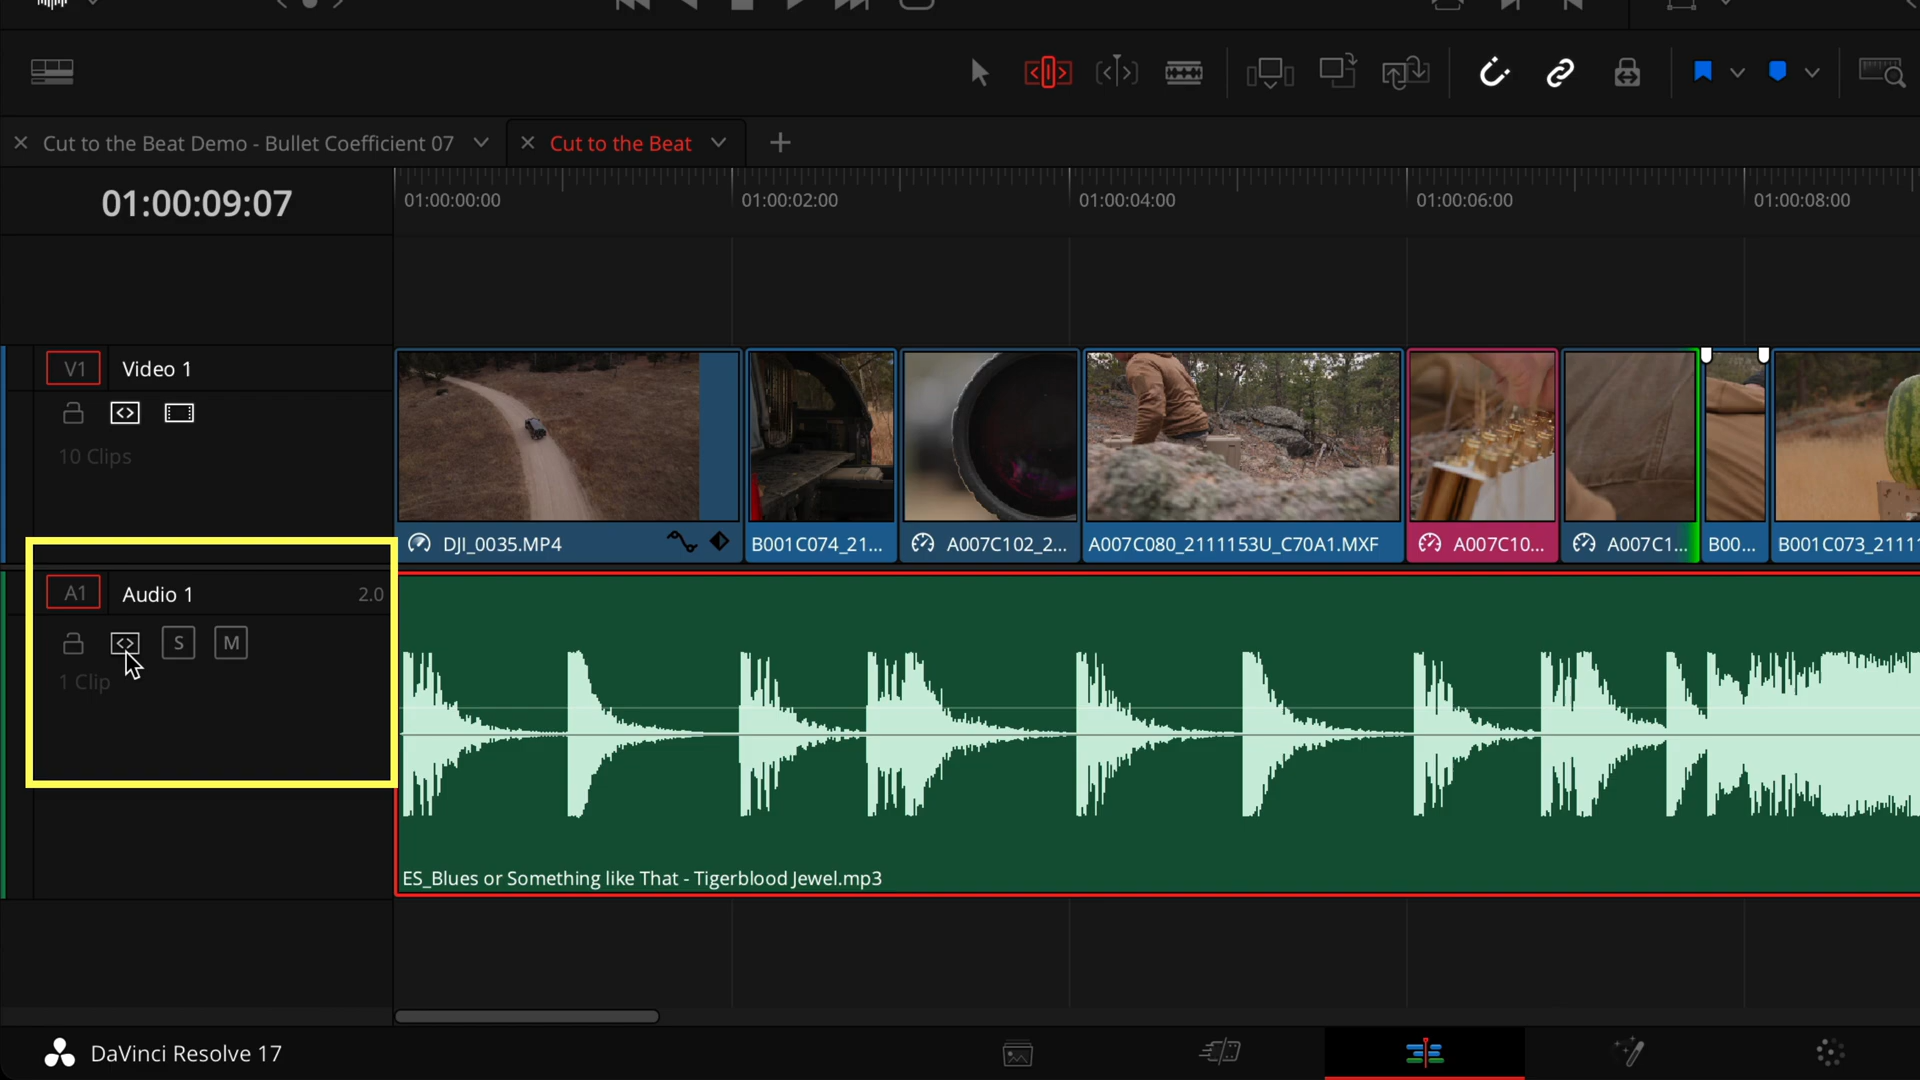 Cut to the Beat Demo - Bullet Coefficient 07
Cut to the Beat
01:00:09:07
01:00:00:00
01:00:02:00
01:00:04:00
01:00:06:00
01:00:08:00
V1
Video 1
10 Clips
DJI_0035.MP4
B001C074_21...
A007C102_2...
A007C080_2111153U_C70A1.MXF
A007C10...
A007C1...
B00...
B001C073_2111
A1
Audio 1
2.0
S
M
1 Clip
ES_Blues or Something like That - Tigerblood Jewel.mp3
DaVinci Resolve 17